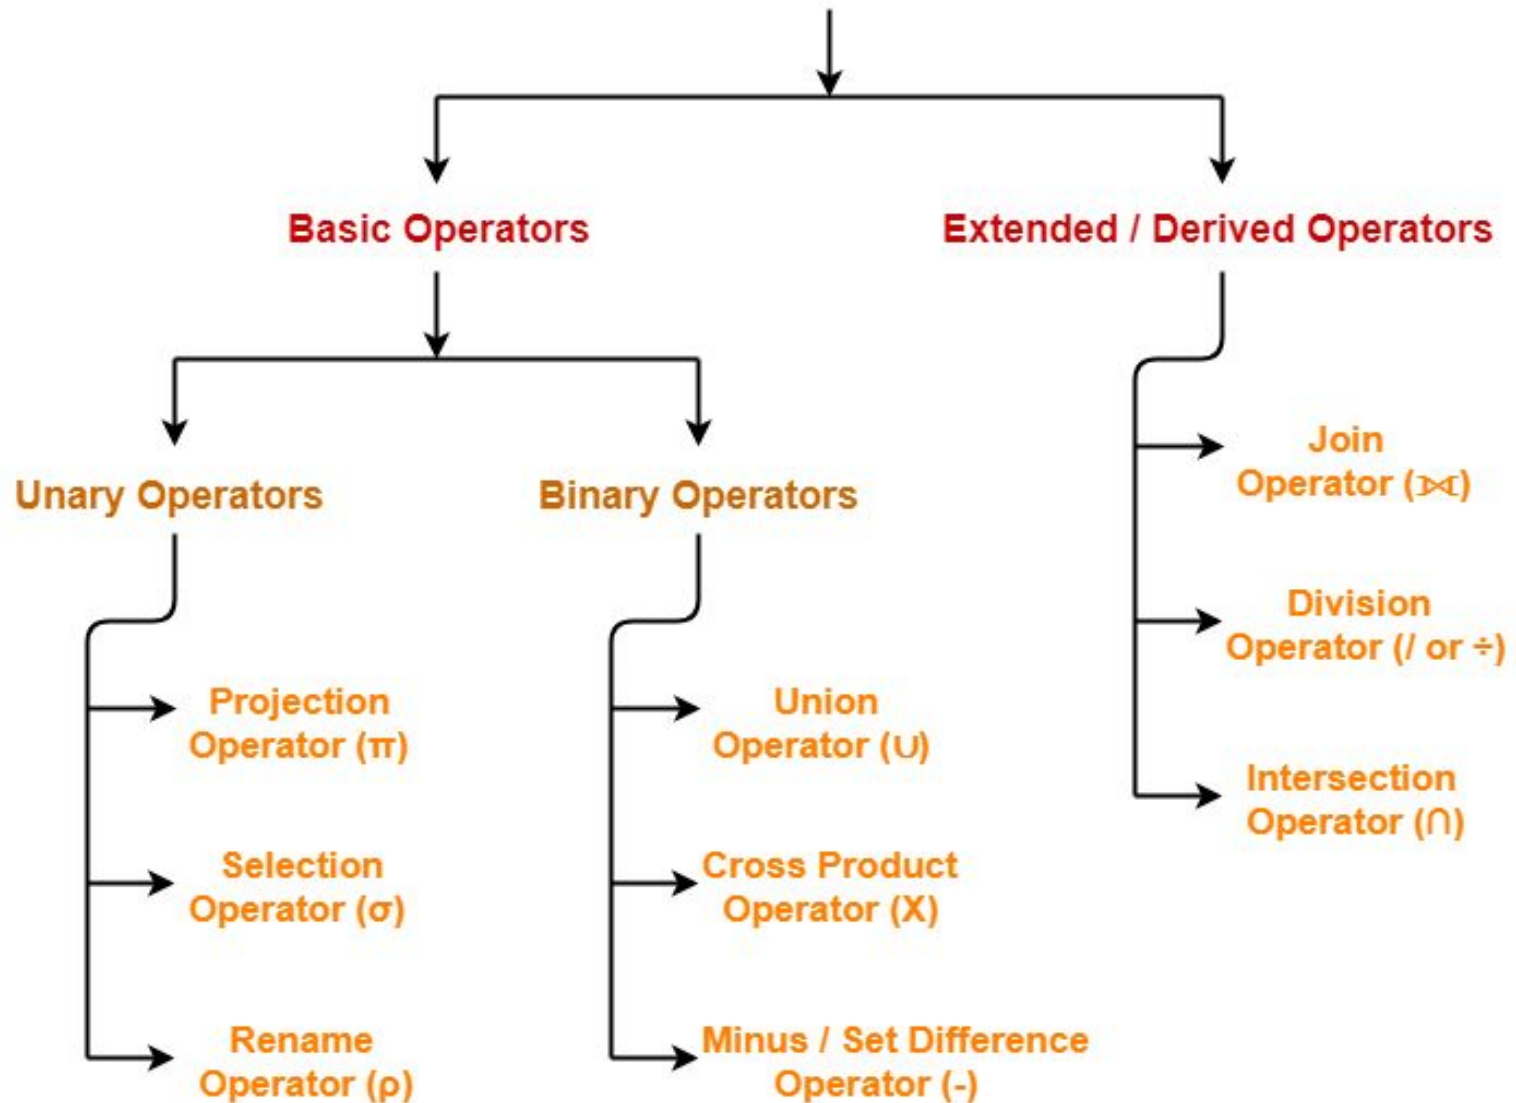 Basic Operators
Extended / Derived Operators
Unary Operators
Binary Operators
Join
Operator (⟗)
Division
Operator (/ or ÷)
Intersection
Operator (∩)
Projection
Operator (π)
Selection
Operator (σ)
Rename
Operator (ρ)
Union
Operator (∪)
Cross Product
Operator (X)
Minus / Set Difference
Operator (-)